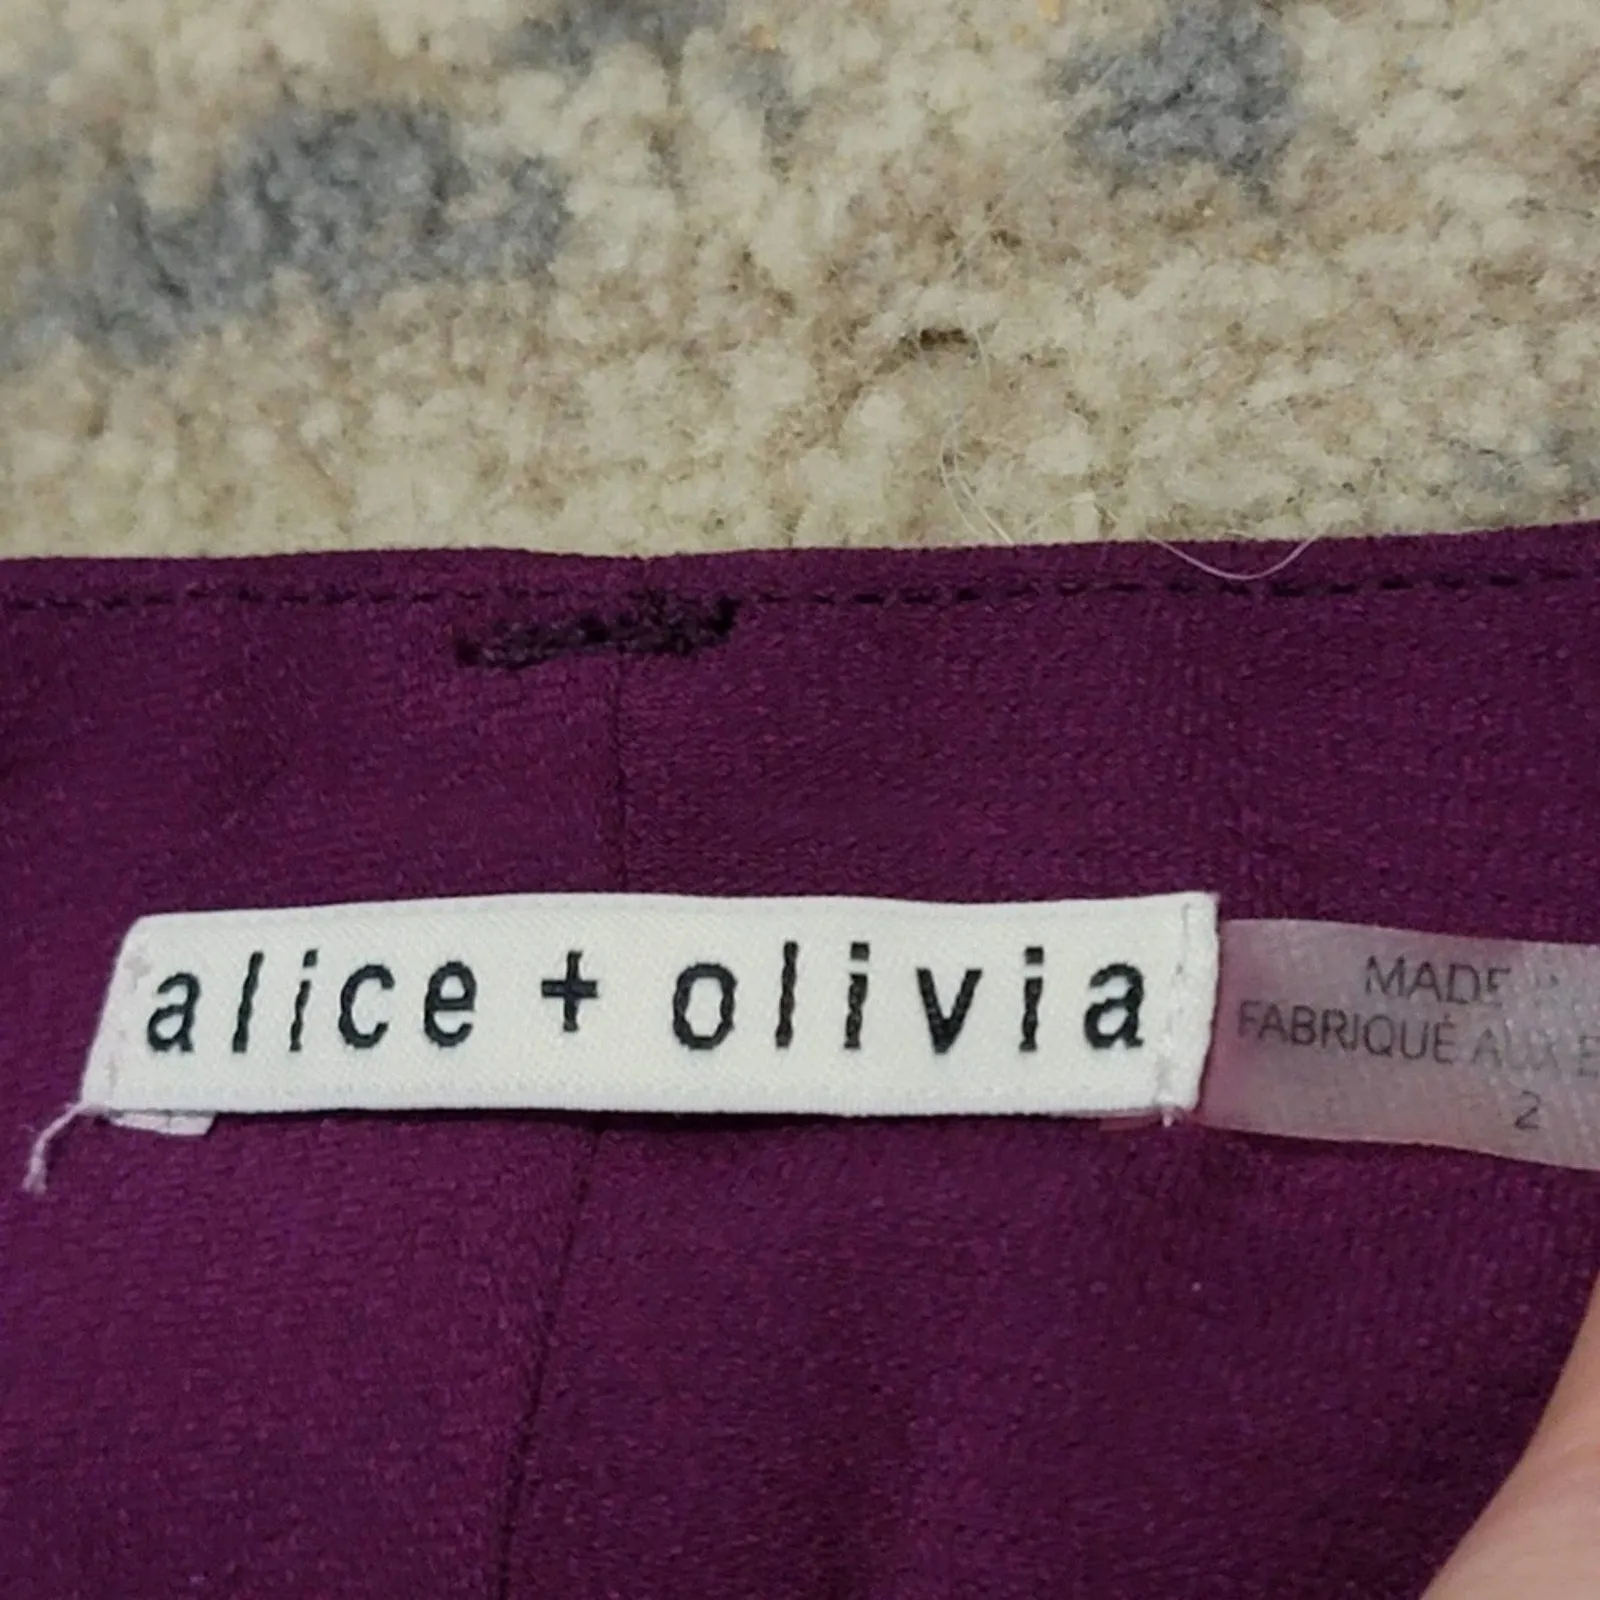 alice + olivia
MADE
FABRIQUÉ AUX E
2